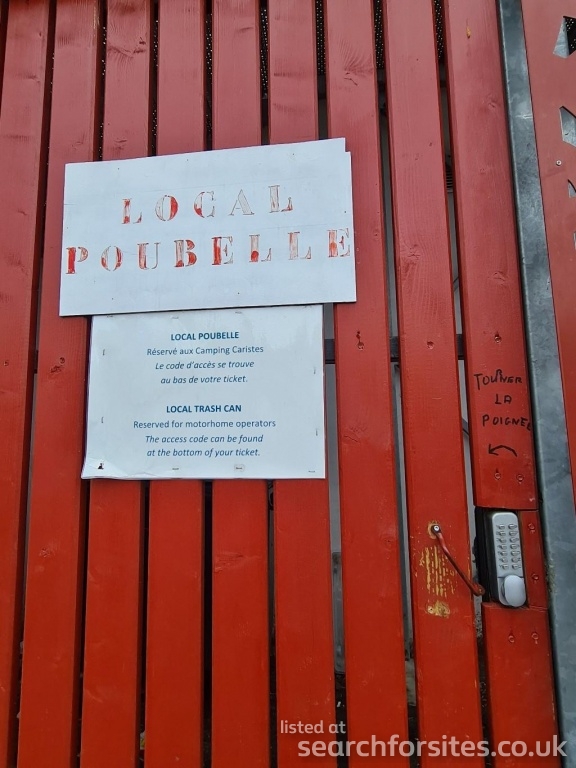 LOCAL
POUBELLE
LOCAL POUBELLE
Réservé aux Camping Caristes
Le code d'accès se trouve
au bas de votre ticket.
LOCAL TRASH CAN
Reserved for motorhome operators
The access code can be found
at the bottom of your ticket.
TOURNER
LA
POIGNEE
listed at
searchforsites.co.uk